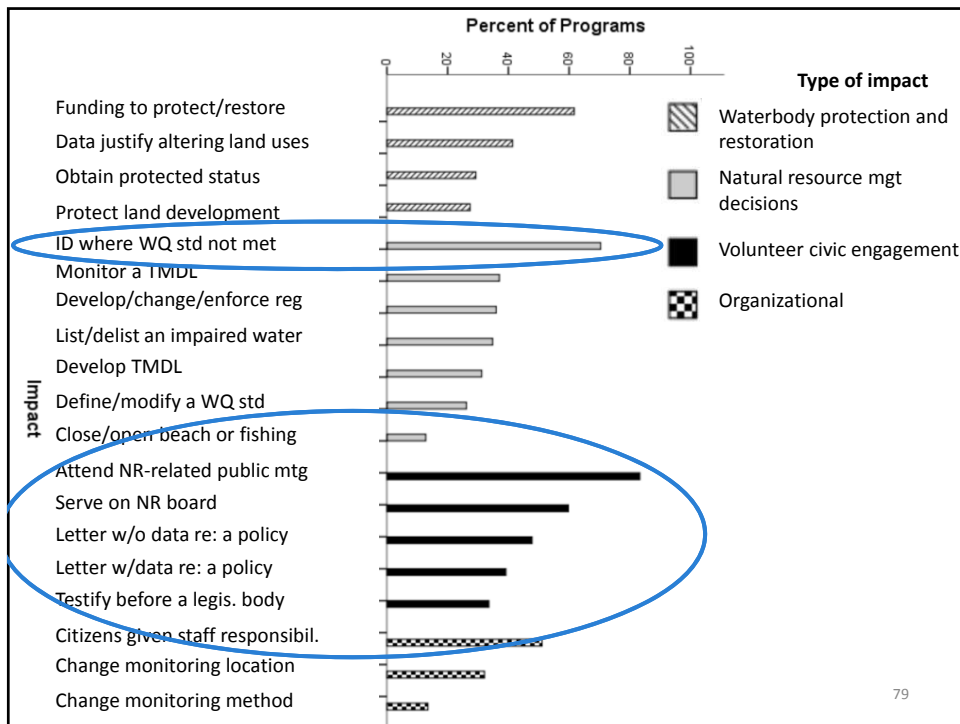 Percent of Programs
0
20
40
60
80
100
Type of impact
Waterbody protection and
restoration
Natural resource mgt
decisions
Volunteer civic engagement
Organizational
Impact
Funding to protect/restore
Data justify altering land uses
Obtain protected status
Protect land development
ID where WQ std not met
Monitor a TMDL
Develop/change/enforce reg
List/delist an impaired water
Develop TMDL
Define/modify a WQ std
Close/open beach or fishing
Attend NR-related public mtg
Serve on NR board
Letter w/o data re: a policy
Letter w/data re: a policy
Testify before a legis. body
Citizens given staff responsibil.
Change monitoring location
Change monitoring method
79